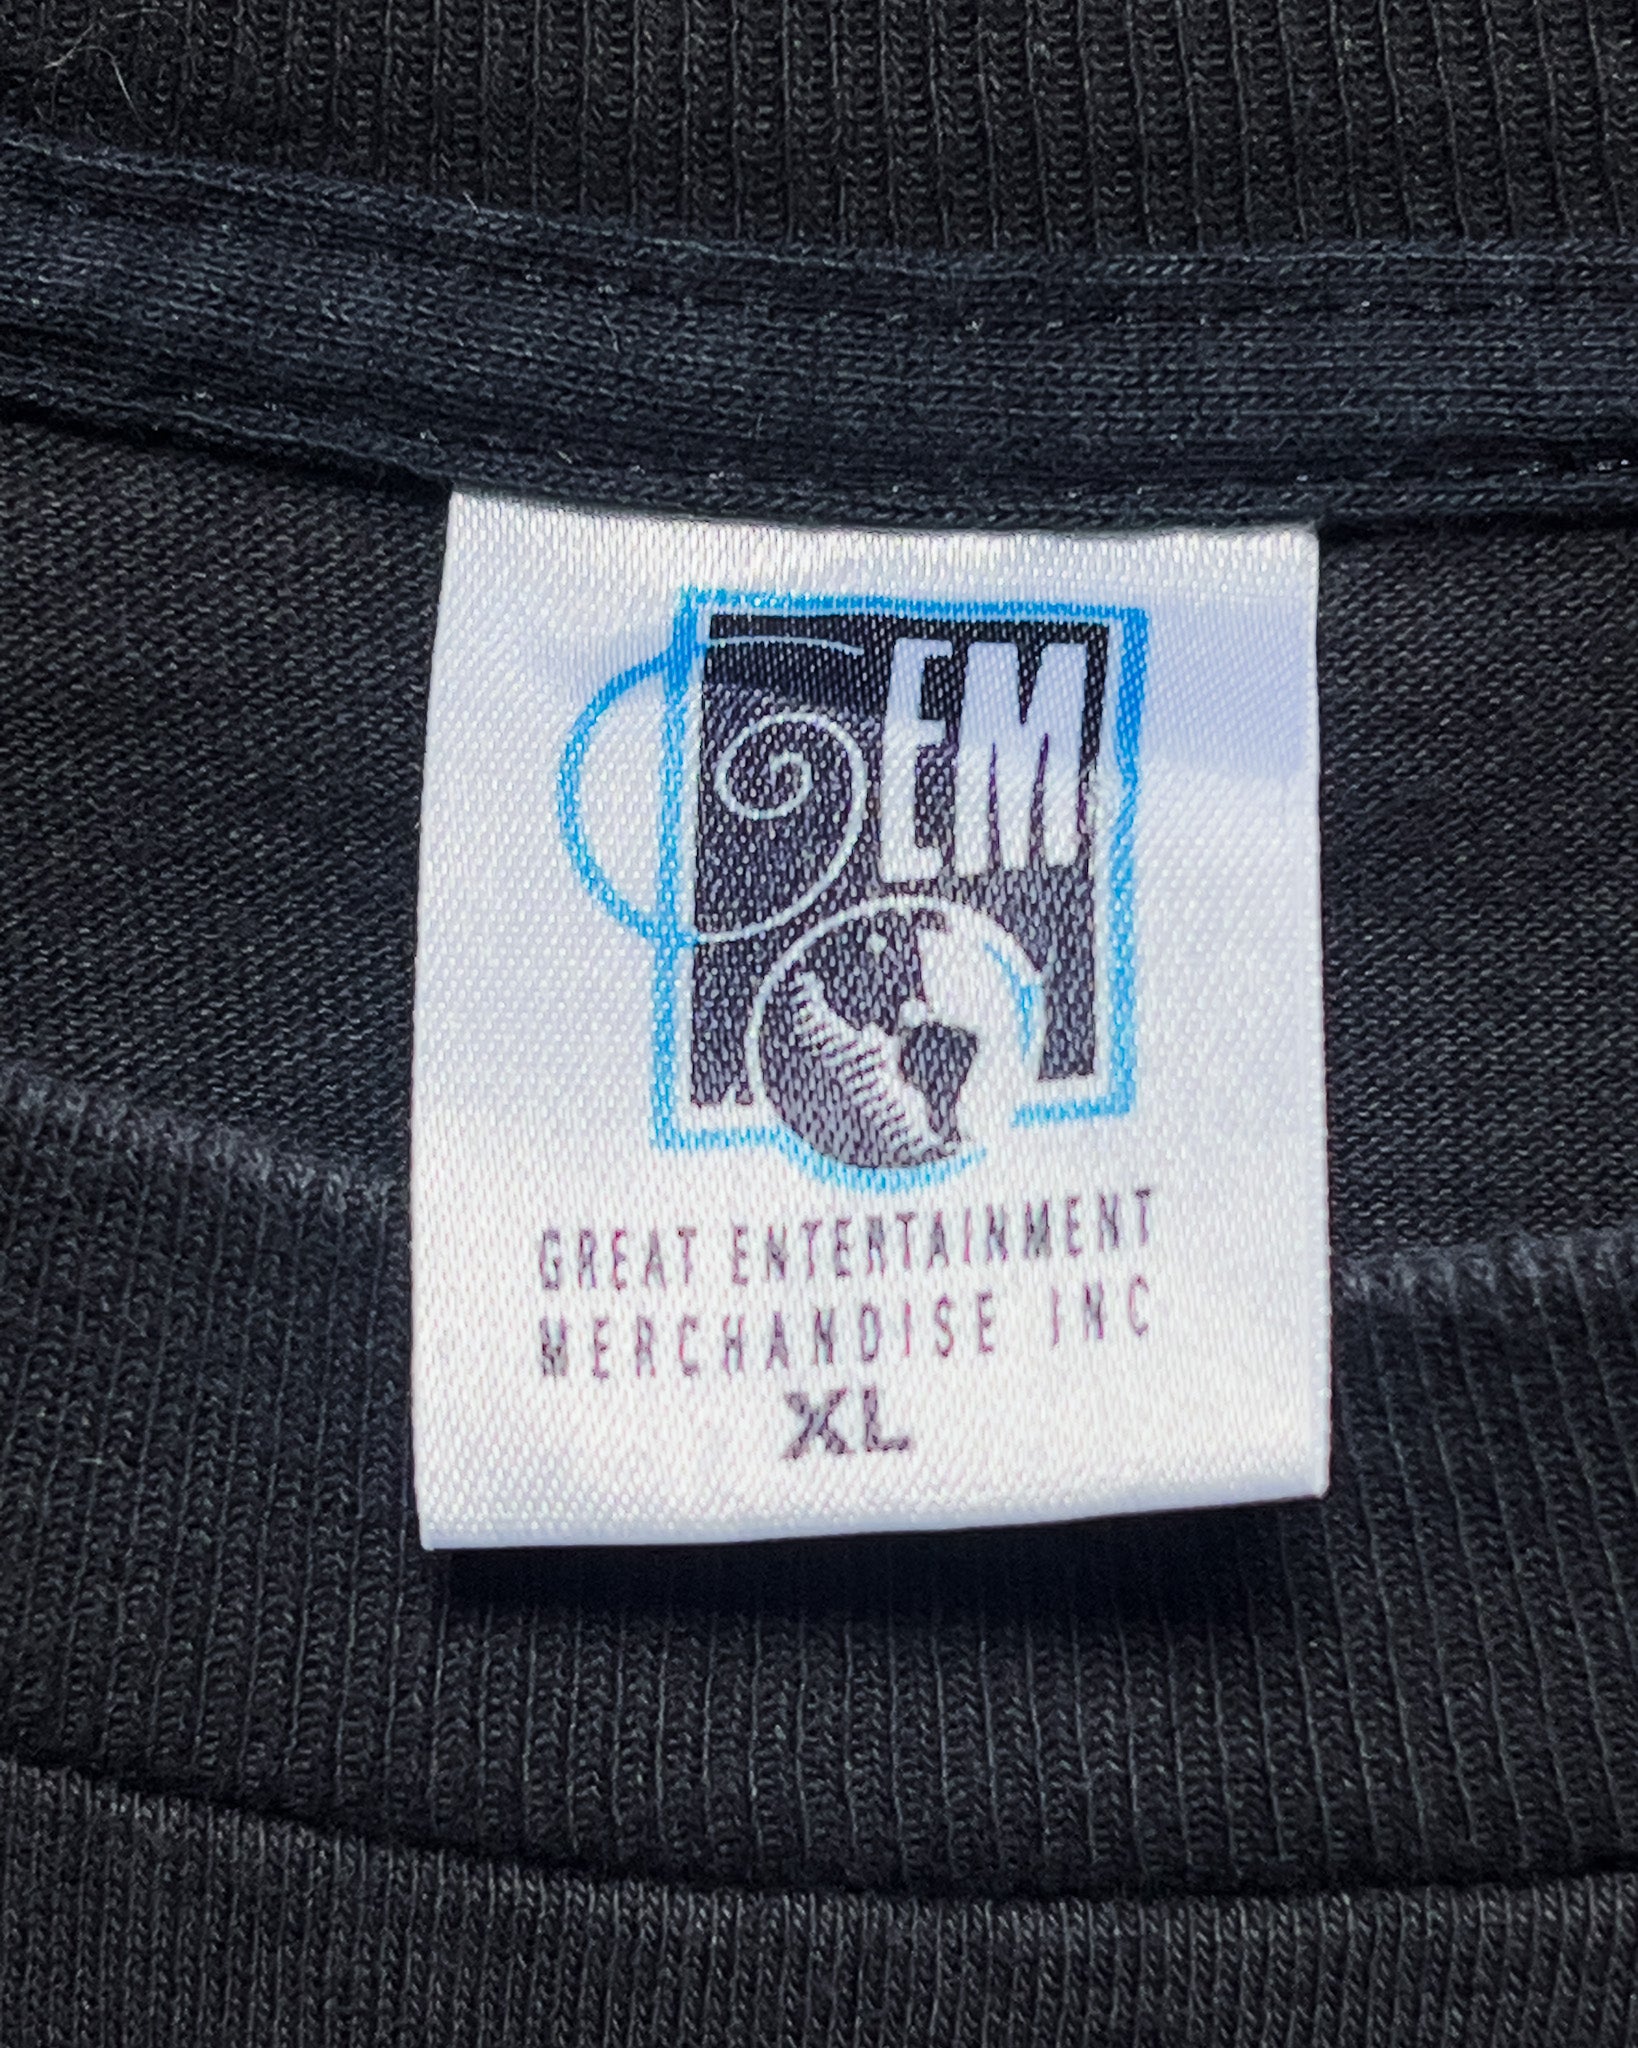 GEM
GREAT ENTERTAINMENT
MERCHANDISE INC
XL